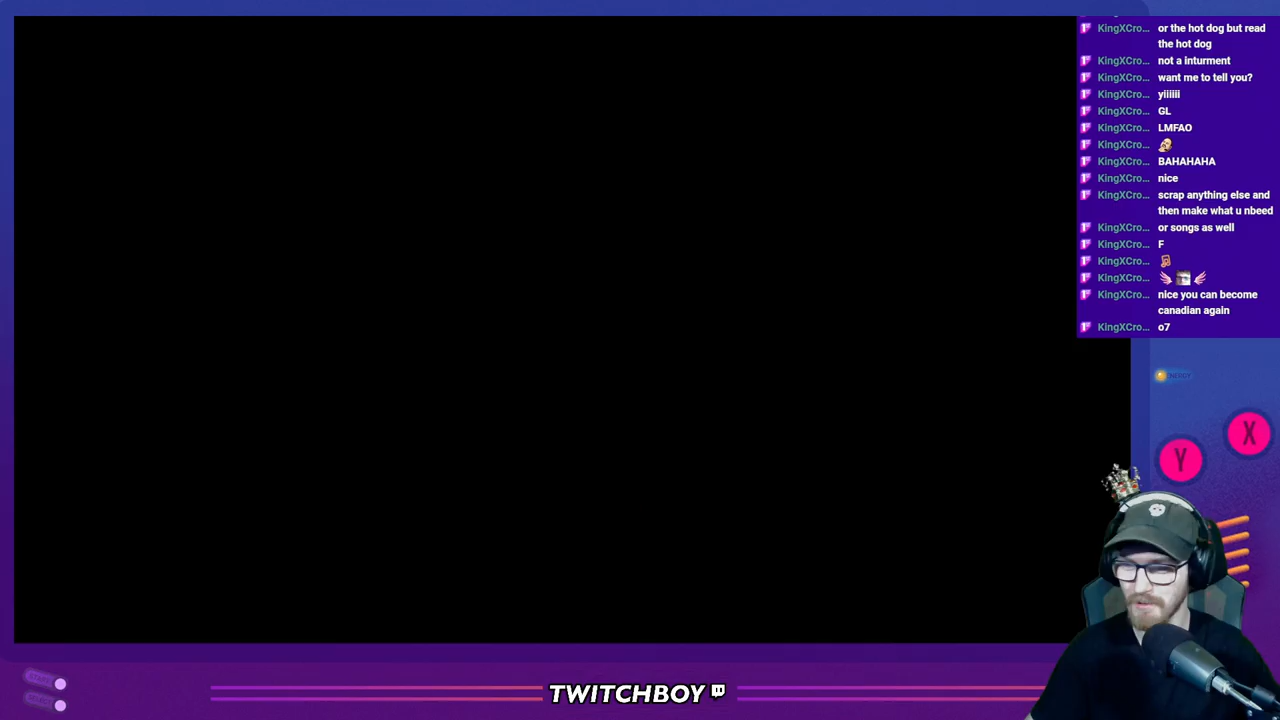 KingXCro... or the hot dog but read
the hot dog
KingXCro... not a inturment
KingXCro... want me to tell you?
KingXCro... yiiiiii
KingXCro... GL
KingXCro... LMFAO
KingXCro...
KingXCro... BAHAHAHA
KingXCro... nice
KingXCro... scrap anything else and
then make what u nbeed
KingXCro... or songs as well
KingXCro... F
KingXCro...
KingXCro...
KingXCro... nice you can become
canadian again
KingXCro... o7
X
Y
TWITCHBOY